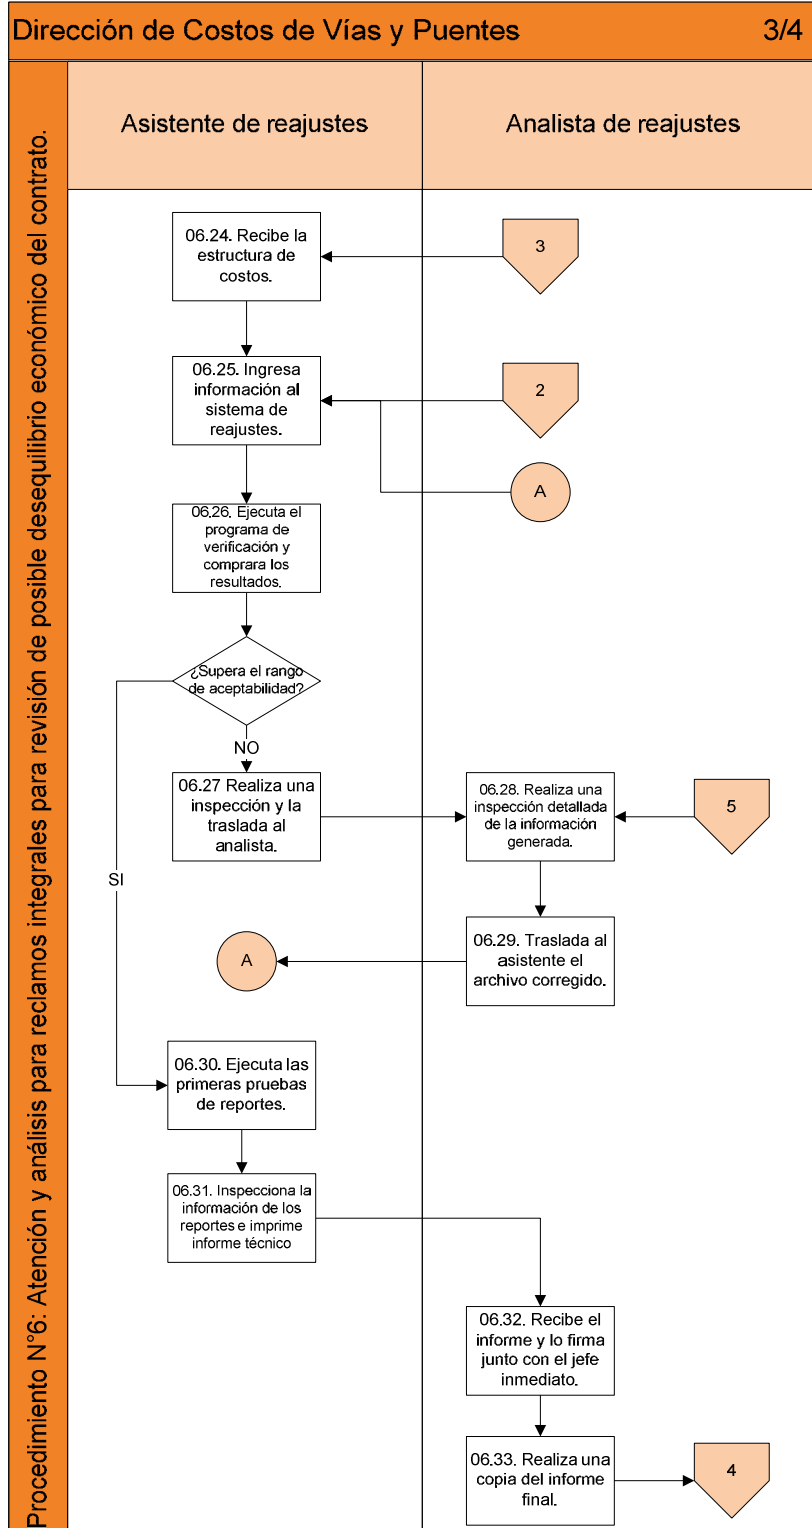 Dirección de Costos de Vías y Puentes 3/4
Procedimiento N°6: Atención y análisis para reclamos integrales para revisión de posible desequilibrio económico del contrato.
Asistente de reajustes
Analista de reajustes
06.24. Recibe la
estructura de
costos.
3
06.25. Ingresa
información al
sistema de
reajustes.
2
A
06.26. Ejecuta el
programa de
verificación y
comprara los
resultados.
¿Supera el rango
de aceptabilidad?
NO
06.27 Realiza una
inspección y la
traslada al
analista.
06.28. Realiza una
inspección detallada
de la información
generada.
5
SI
06.29. Traslada al
asistente el
archivo corregido.
A
06.30. Ejecuta las
primeras pruebas
de reportes.
06.31. Inspecciona la
información de los
reportes e imprime
informe técnico
06.32. Recibe el
informe y lo firma
junto con el jefe
inmediato.
06.33. Realiza una
copia del informe
final.
4